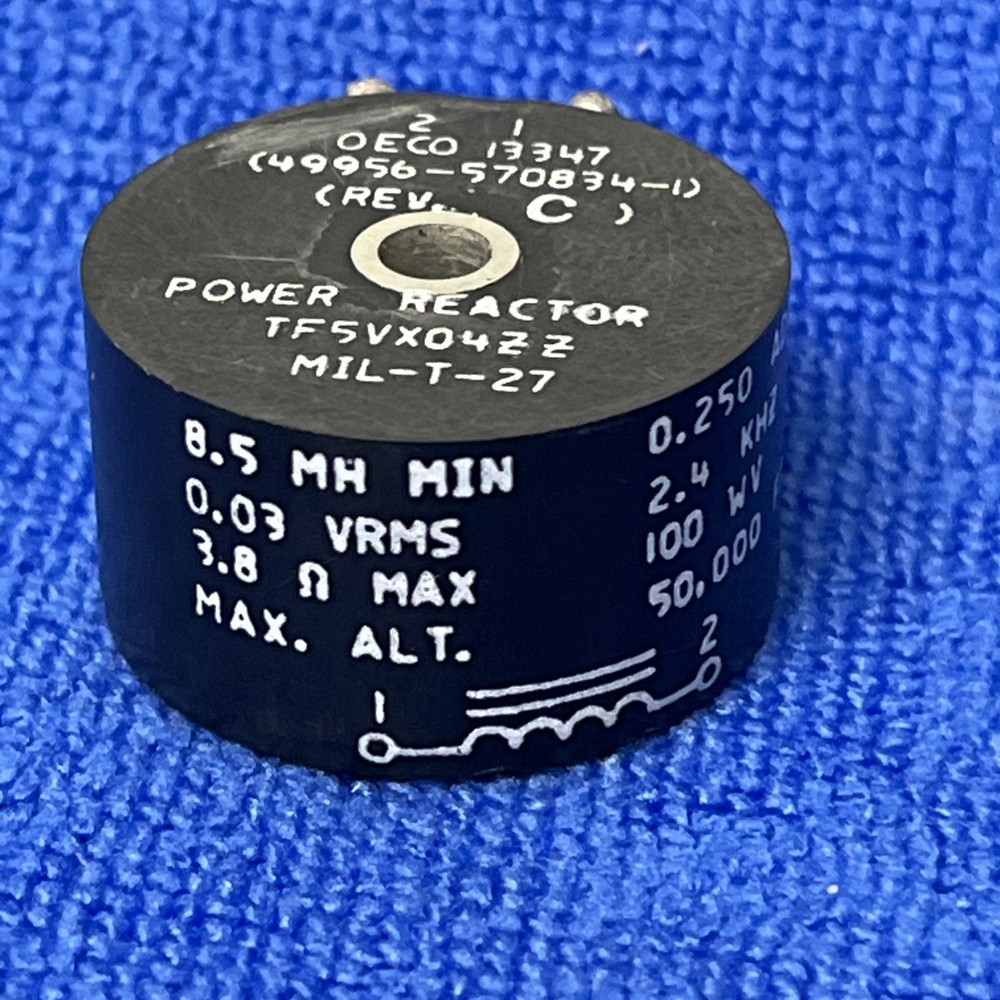 2 1
OECO 13347
(49956-570834-1)
(REV. C )
POWER REACTOR
TF5VX04ZZ
MIL-T-27
8.5 MH MIN
0.03 VRMS
3.8 Ω MAX
MAX. ALT.
0.250
2.4 KHZ
100 WV
50,000
1
2